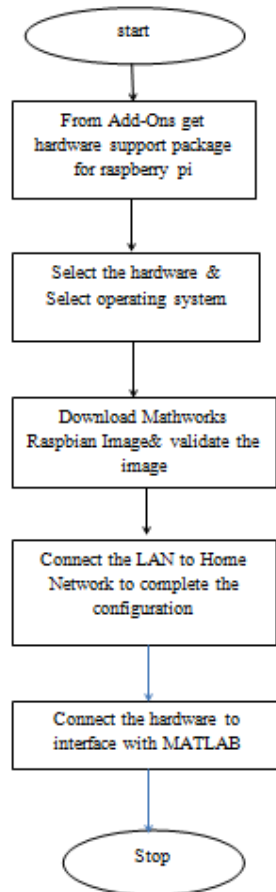 start
From Add-Ons get
hardware support package
for raspberry pi
Select the hardware &
Select operating system
Download Mathworks
Raspbian Image& validate the
image
Connect the LAN to Home
Network to complete the
configuration
Connect the hardware to
interface with MATLAB
Stop